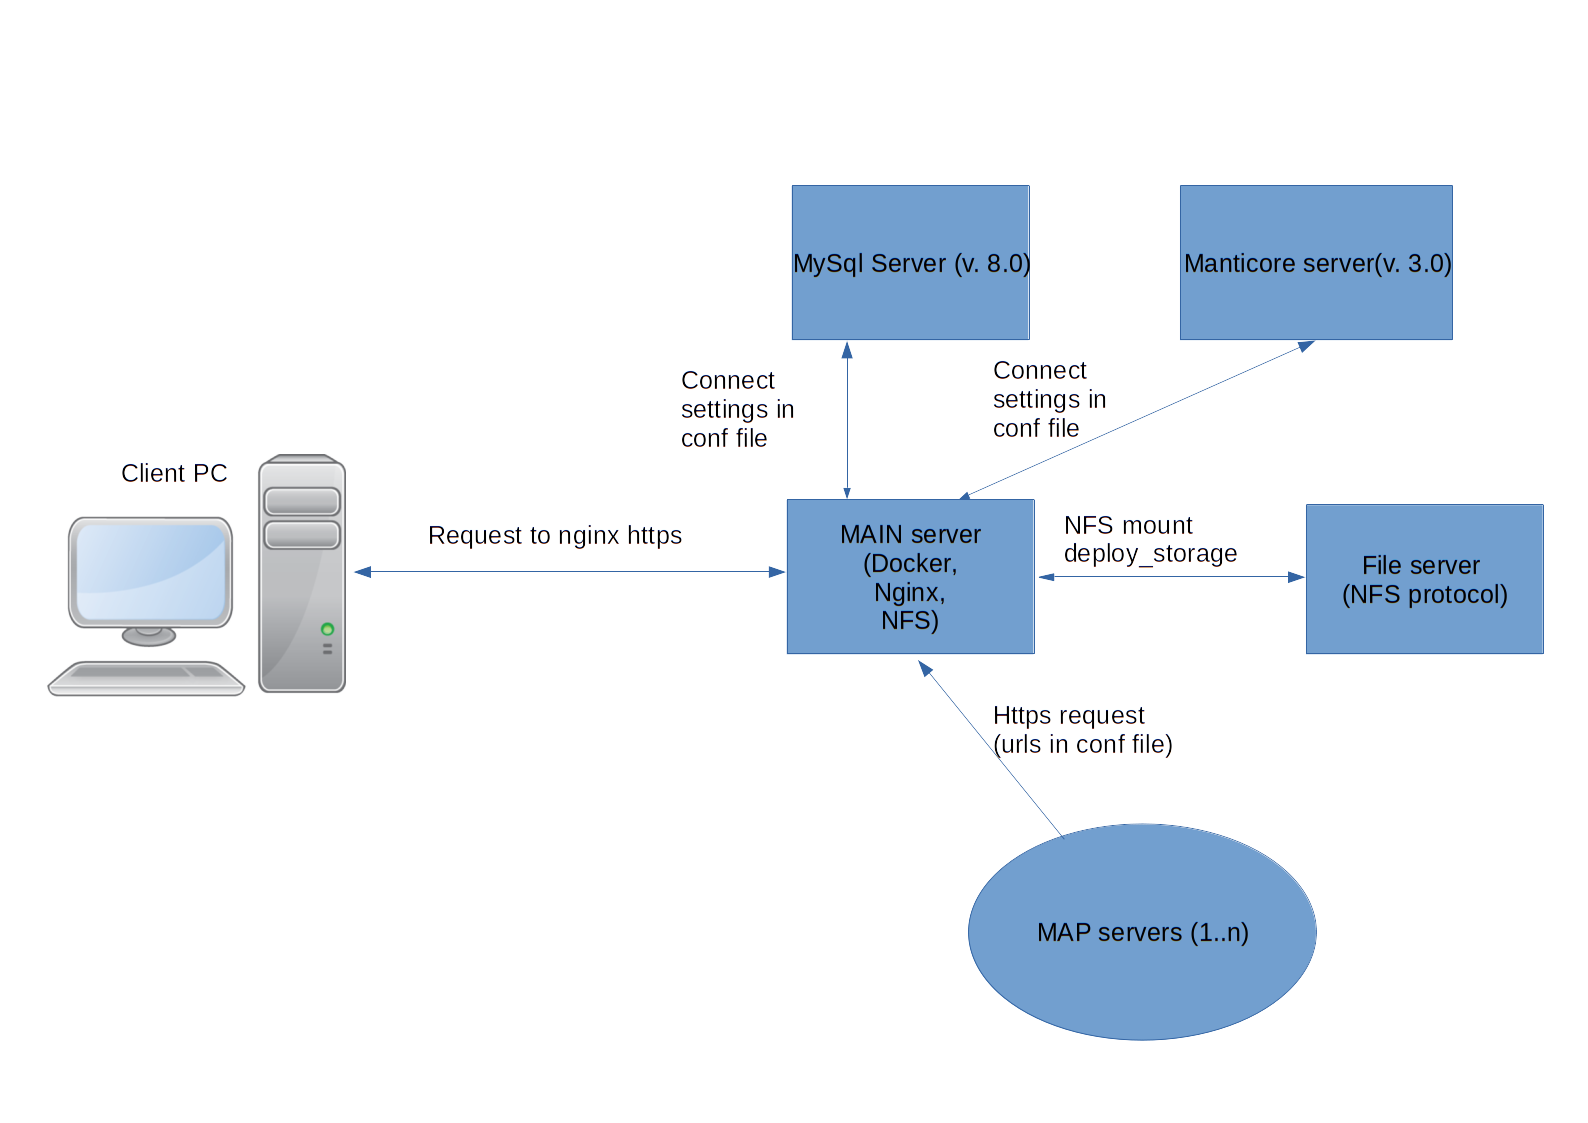 MySql Server (v. 8.0)
Manticore server(v. 3.0)
Connect
settings in
conf file
Connect
settings in
conf file
Client PC
Request to nginx https
MAIN server
(Docker,
Nginx,
NFS)
NFS mount
deploy_storage
File server
(NFS protocol)
Https request
(urls in conf file)
MAP servers (1..n)